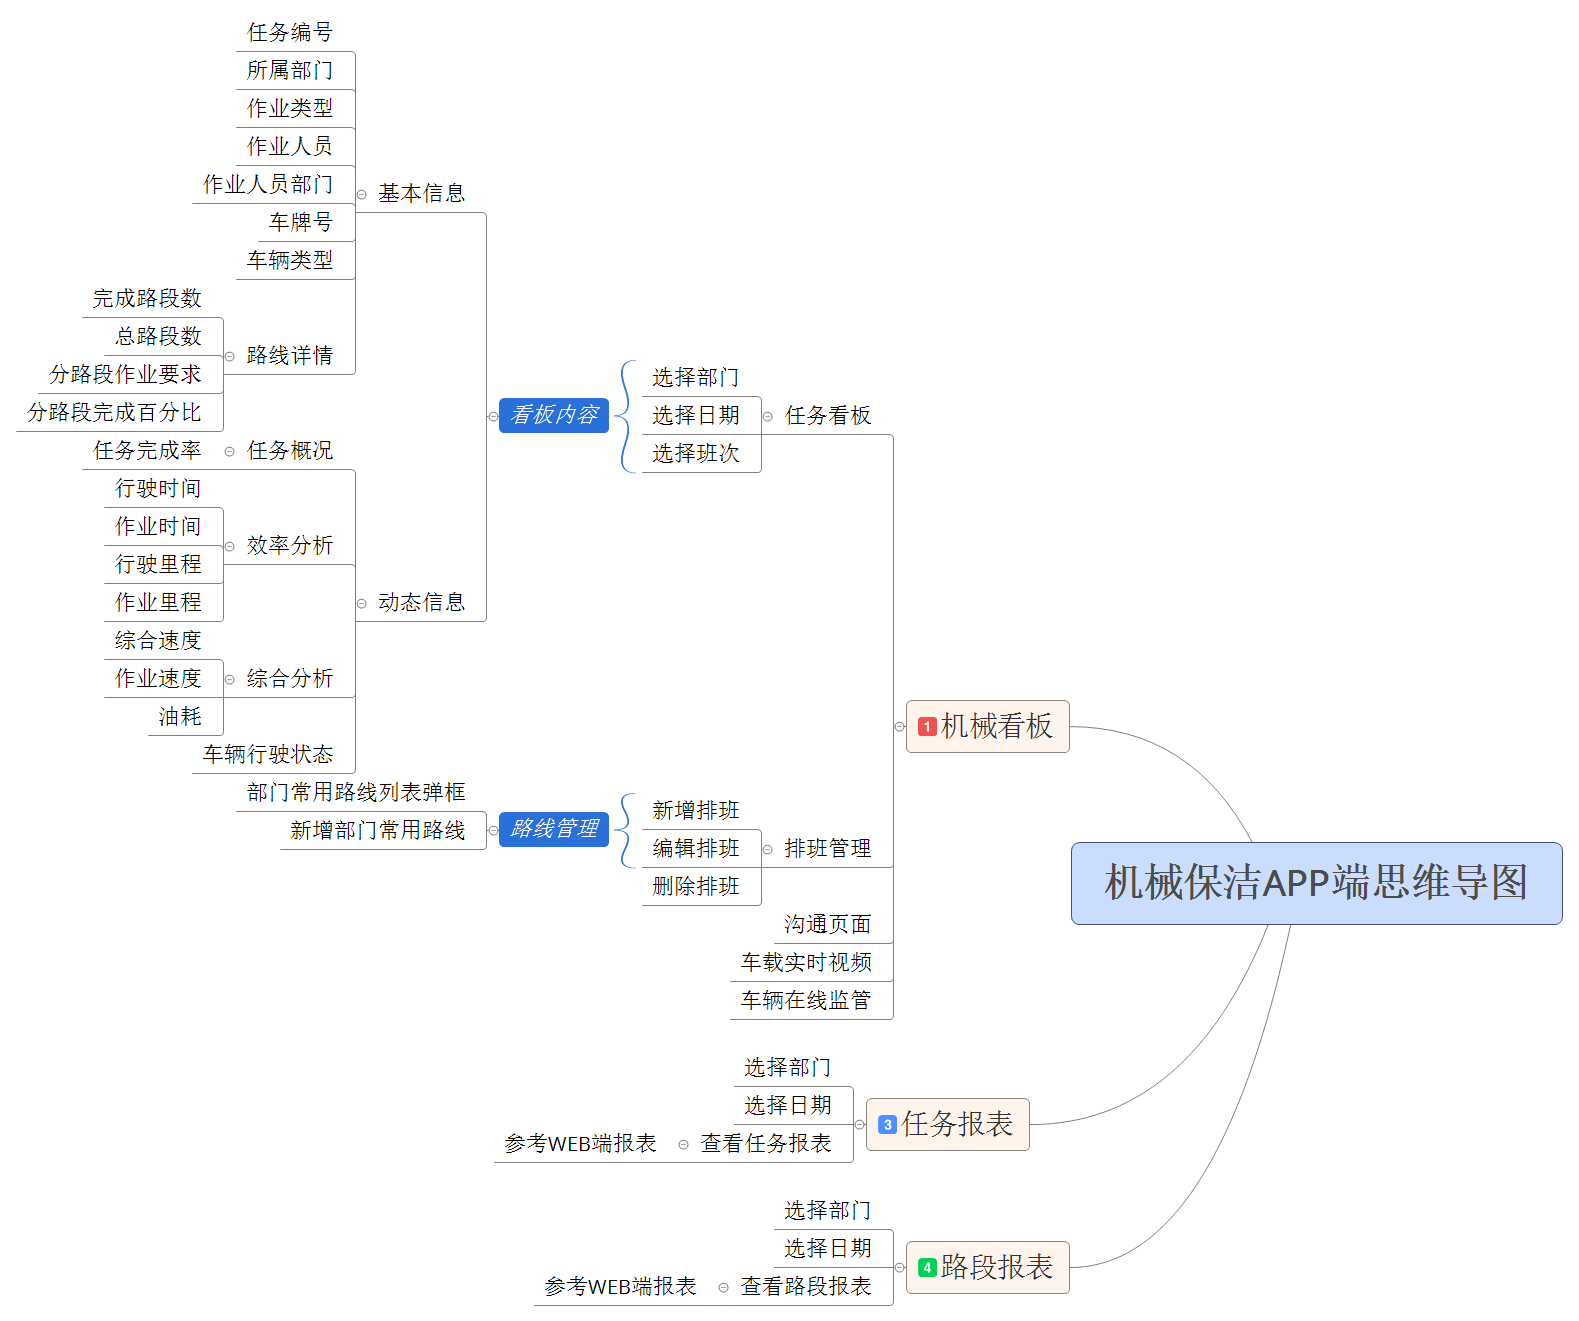 机械保洁APP端思维导图
1 机械看板
任务看板
选择部门
选择日期
选择班次
看板内容
基本信息
任务编号
所属部门
作业类型
作业人员
作业人员部门
车牌号
车辆类型
路线详情
完成路段数
总路段数
分路段作业要求
分路段完成百分比
动态信息
任务概况
任务完成率
效率分析
行驶时间
作业时间
行驶里程
作业里程
综合分析
综合速度
作业速度
油耗
车辆行驶状态
排班管理
新增排班
编辑排班
删除排班
路线管理
部门常用路线列表弹框
新增部门常用路线
沟通页面
车载实时视频
车辆在线监管
3 任务报表
选择部门
选择日期
查看任务报表
参考WEB端报表
4 路段报表
选择部门
选择日期
查看路段报表
参考WEB端报表